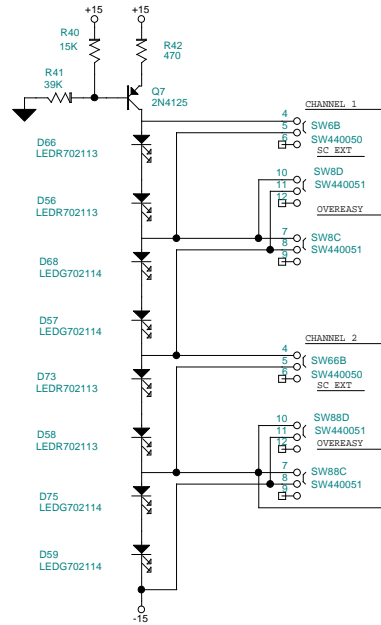 +15 +15
R40
15K
R42
470
R41
39K
Q7
2N4125
CHANNEL 1
4
5
6
SW6B
SW440050
SC EXT
D66
LEDR702113
10
11
12
SW8D
SW440051
OVEREASY
D56
LEDR702113
7
8
9
SW8C
SW440051
D68
LEDG702114
D57
LEDG702114
CHANNEL 2
4
5
6
SW66B
SW440050
SC EXT
D73
LEDR702113
10
11
12
SW88D
SW440051
OVEREASY
D58
LEDR702113
7
8
9
SW88C
SW440051
D75
LEDG702114
D59
LEDG702114
-15